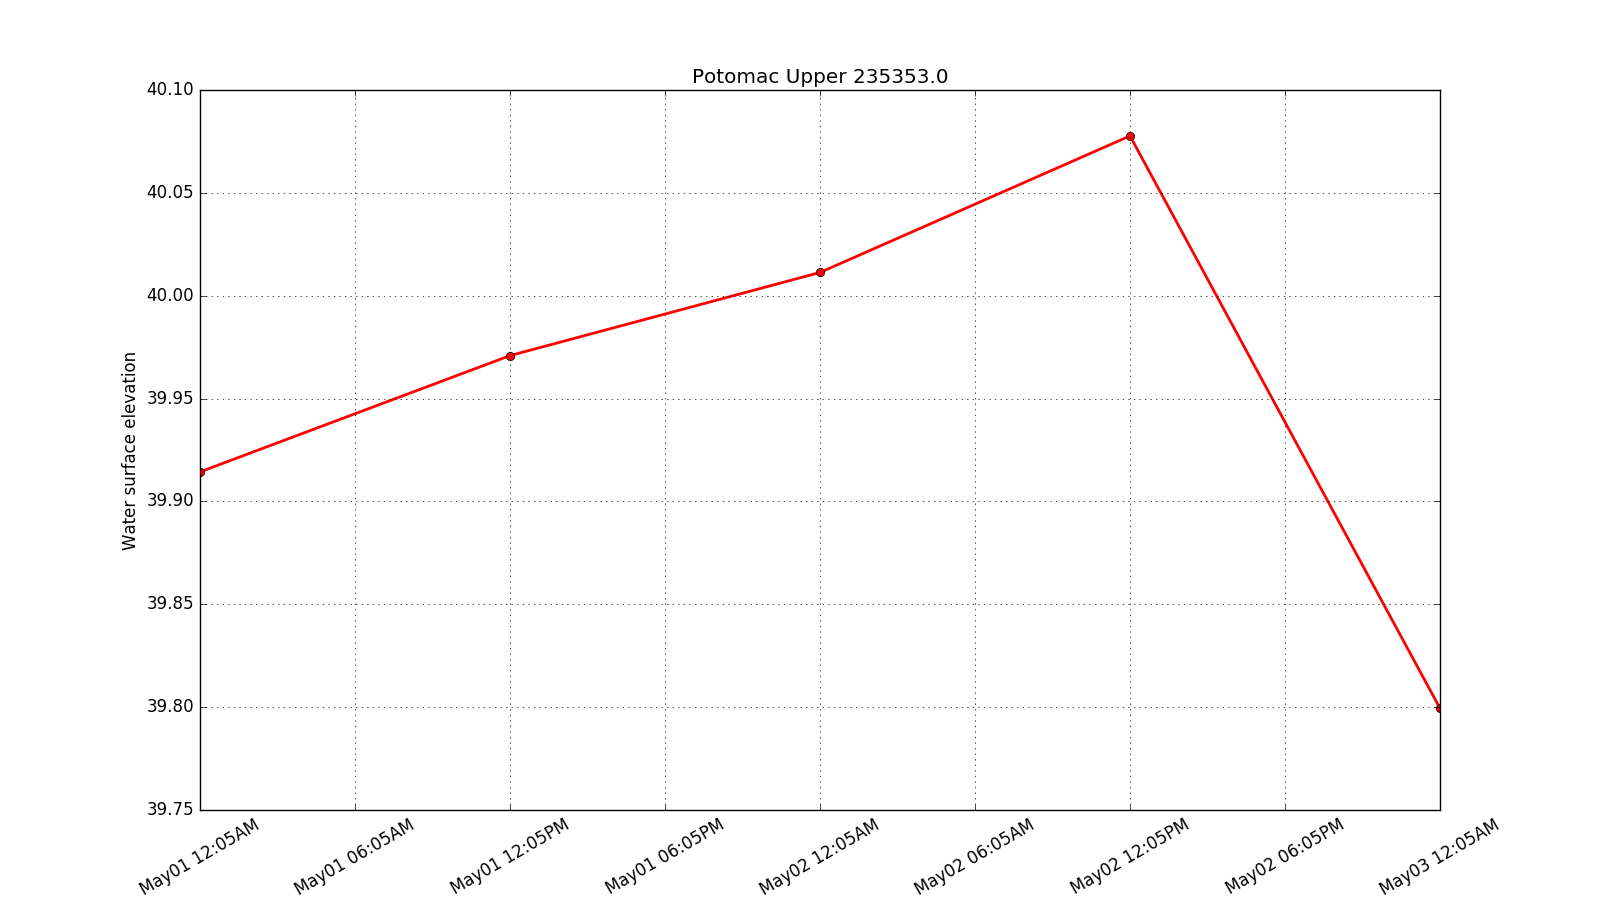 Potomac Upper 235353.0
40.10
40.05
40.00
39.95
39.90
39.85
39.80
39.75
Water surface elevation
May01 12:05AM
May01 06:05AM
May01 12:05PM
May01 06:05PM
May02 12:05AM
May02 06:05AM
May02 12:05PM
May02 06:05PM
May03 12:05AM